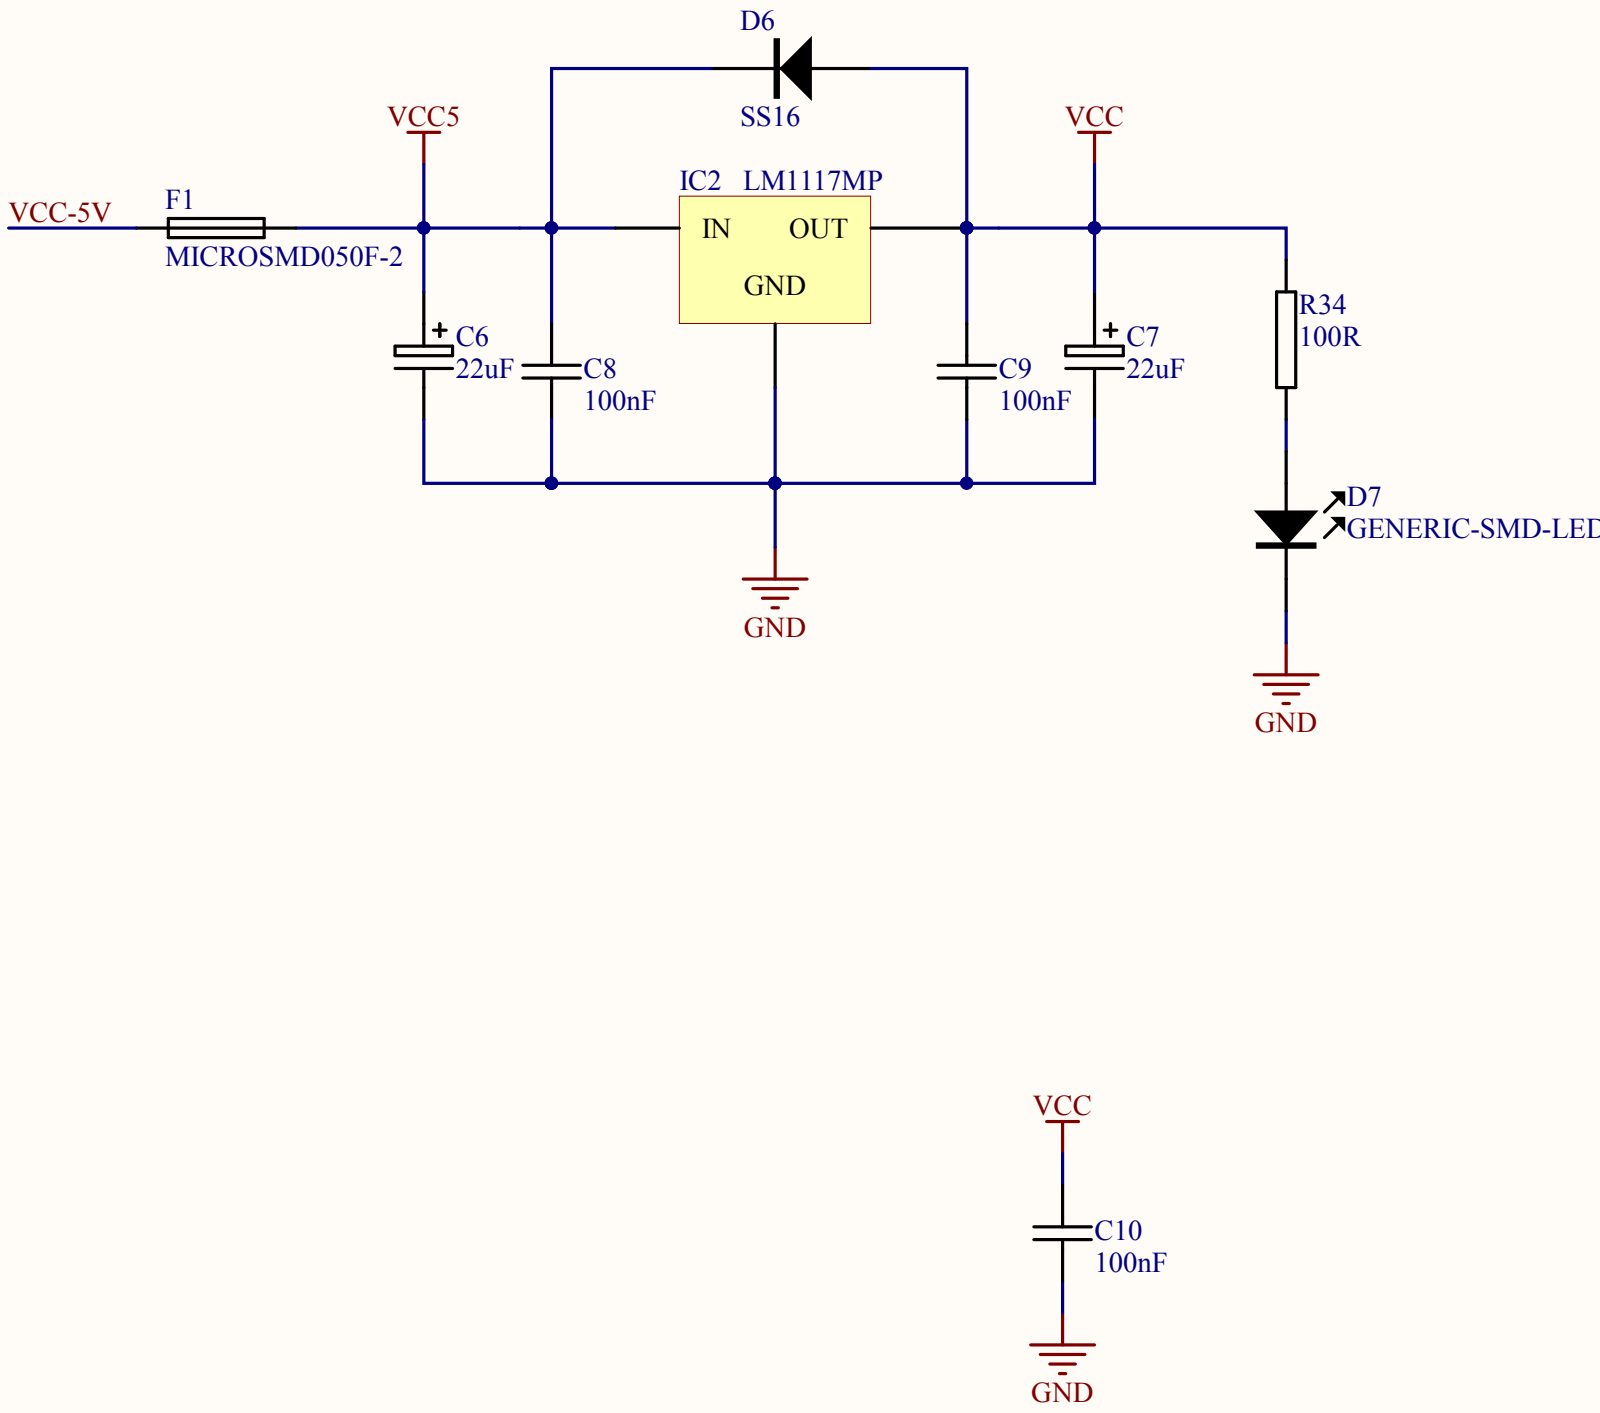 D6
SS16
VCC5
VCC
IC2 LM1117MP
F1
VCC-5V
IN OUT
MICROSMD050F-2
GND
R34
100R
+ C6
22uF
C8
100nF
C9
100nF
+ C7
22uF
D7
GENERIC-SMD-LED
GND
GND
VCC
C10
100nF
GND